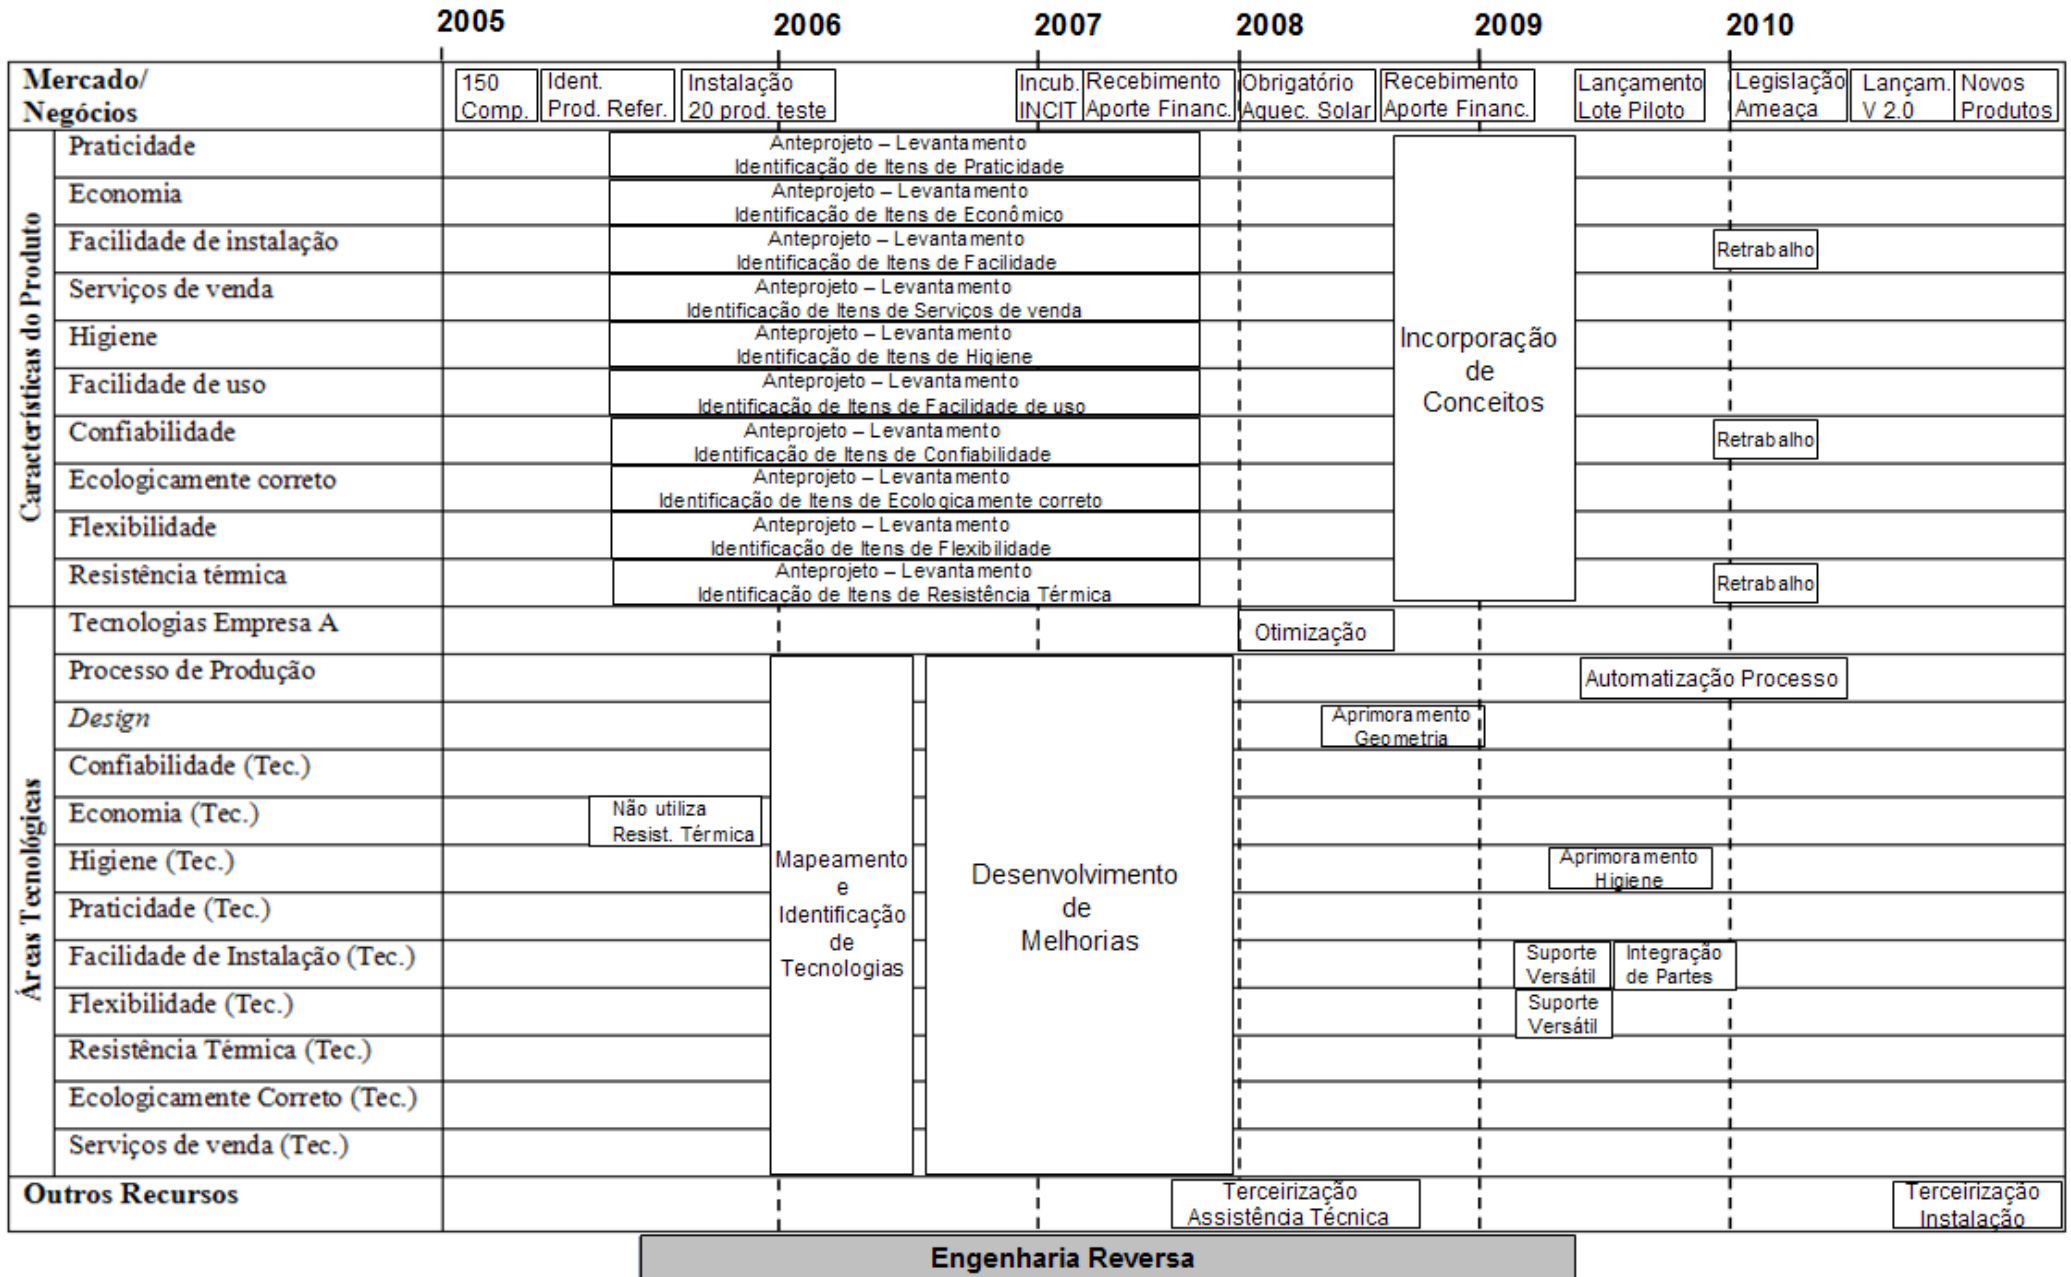 2005 2006 2007 2008 2009 2010
Mercado/
Negócios
150
Comp.
Ident.
Prod. Refer.
Instalação
20 prod. teste
Incub.
INCIT
Recebimento
Aporte Financ.
Obrigatório
Aquec. Solar
Recebimento
Aporte Financ.
Lançamento
Lote Piloto
Legislação
Ameaça
Lançam.
V 2.0
Novos
Produtos
Características do Produto
Praticidade
Anteprojeto – Levantamento
Identificação de Itens de Praticidade
Economia
Anteprojeto – Levantamento
Identificação de Itens de Econômico
Facilidade de instalação
Anteprojeto – Levantamento
Identificação de Itens de Facilidade
Retrabalho
Serviços de venda
Anteprojeto – Levantamento
Identificação de Itens de Serviços de venda
Higiene
Anteprojeto – Levantamento
Identificação de Itens de Higiene
Facilidade de uso
Anteprojeto – Levantamento
Identificação de Itens de Facilidade de uso
Confiabilidade
Anteprojeto – Levantamento
Identificação de Itens de Confiabilidade
Retrabalho
Ecologicamente correto
Anteprojeto – Levantamento
Identificação de Itens de Ecologicamente correto
Flexibilidade
Anteprojeto – Levantamento
Identificação de Itens de Flexibilidade
Resistência térmica
Anteprojeto – Levantamento
Identificação de Itens de Resistência Térmica
Retrabalho
Incorporação
de
Conceitos
Áreas Tecnológicas
Tecnologias Empresa A
Otimização
Processo de Produção
Automatização Processo
Design
Aprimoramento
Geometria
Confiabilidade (Tec.)
Economia (Tec.)
Não utiliza
Resist. Térmica
Higiene (Tec.)
Aprimoramento
Higiene
Praticidade (Tec.)
Facilidade de Instalação (Tec.)
Suporte
Versátil
Integração
de Partes
Flexibilidade (Tec.)
Suporte
Versátil
Resistência Térmica (Tec.)
Ecologicamente Correto (Tec.)
Serviços de venda (Tec.)
Mapeamento
e
Identificação
de
Tecnologias
Desenvolvimento
de
Melhorias
Outros Recursos
Terceirização
Assistência Técnica
Terceirização
Instalação
Engenharia Reversa